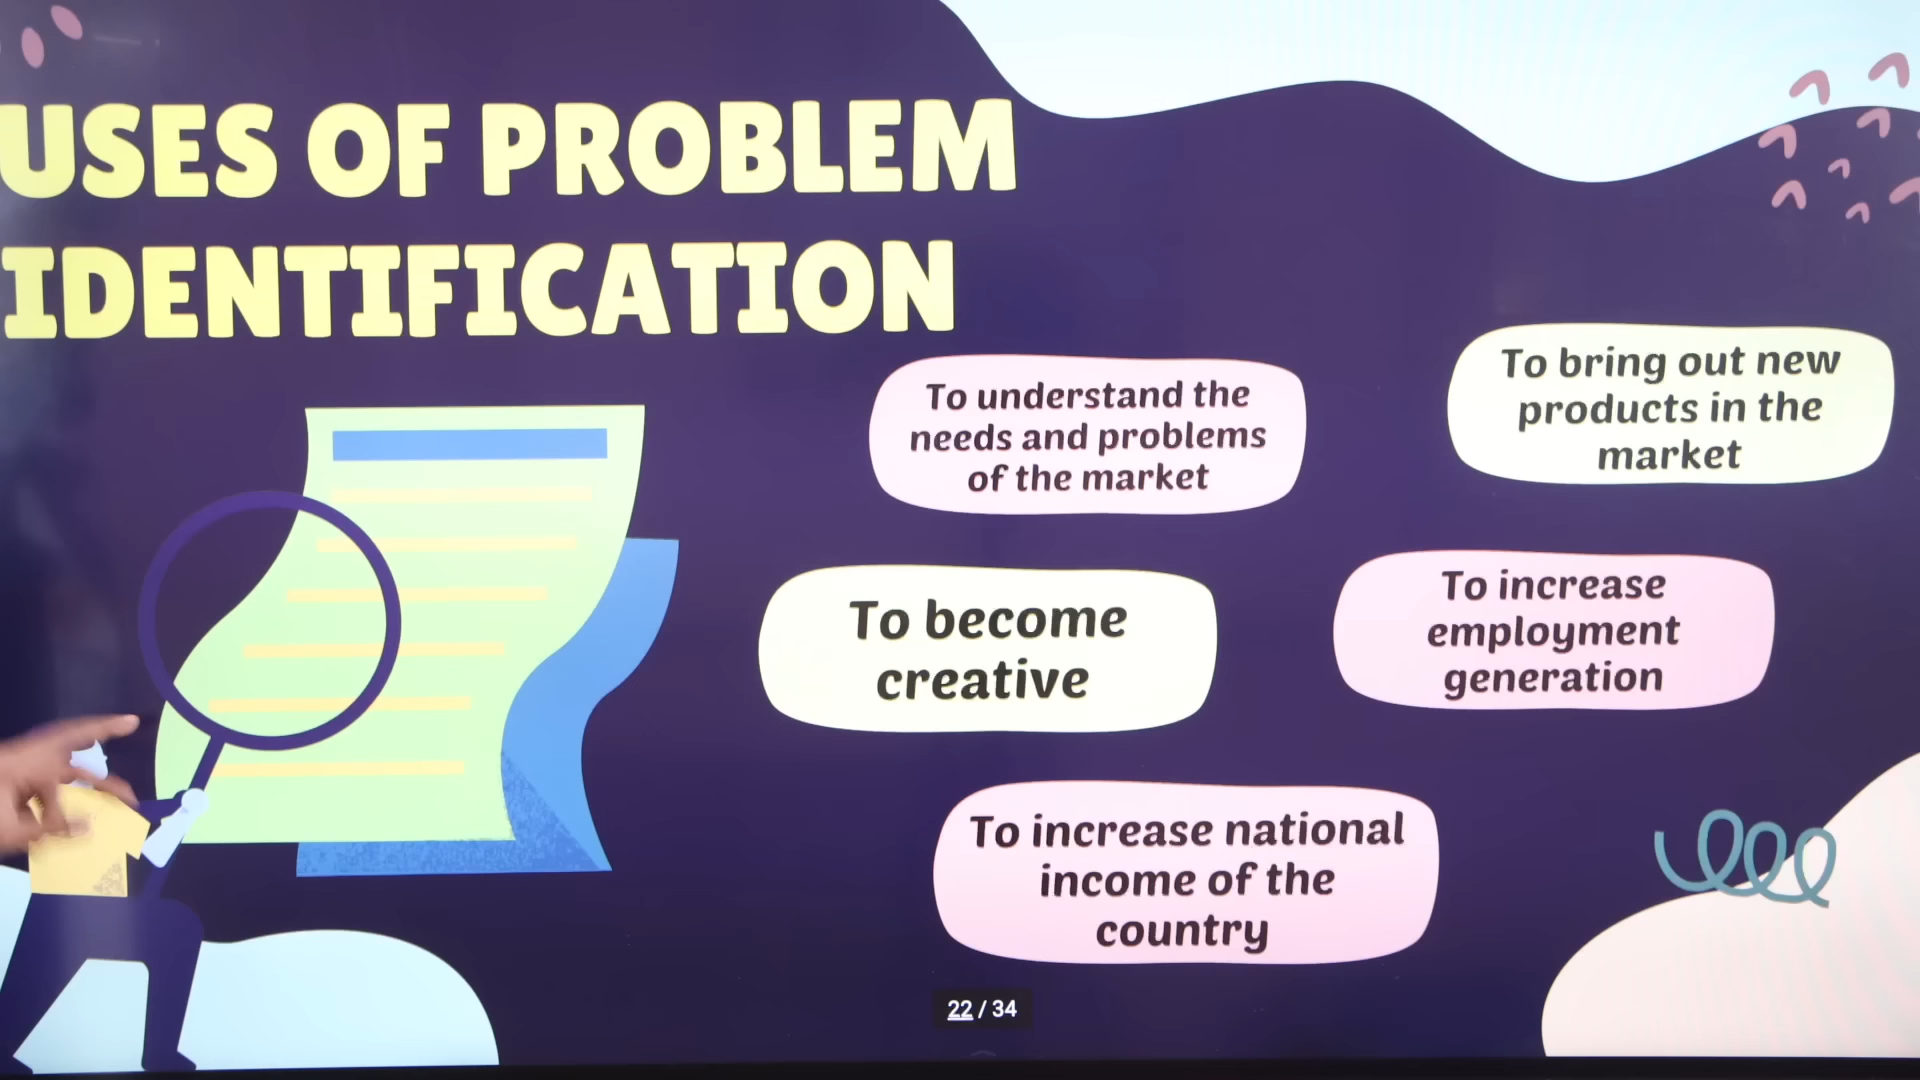 USES OF PROBLEM
IDENTIFICATION
To understand the
needs and problems
of the market
To bring out new
products in the
market
To become
creative
To increase
employment
generation
To increase national
income of the
country
22 / 34